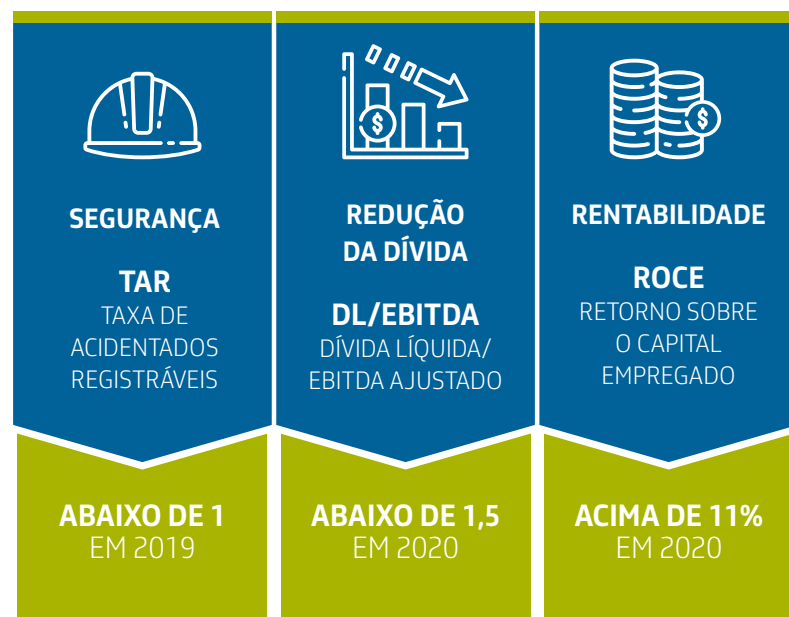 SEGURANÇA
TAR
TAXA DE
ACIDENTADOS
REGISTRÁVEIS
ABAIXO DE 1
EM 2019
$
REDUÇÃO
DA DÍVIDA
DL/EBITDA
DÍVIDA LÍQUIDA/
EBITDA AJUSTADO
ABAIXO DE 1,5
EM 2020
$
RENTABILIDADE
ROCE
RETORNO SOBRE
O CAPITAL
EMPREGADO
ACIMA DE 11%
EM 2020